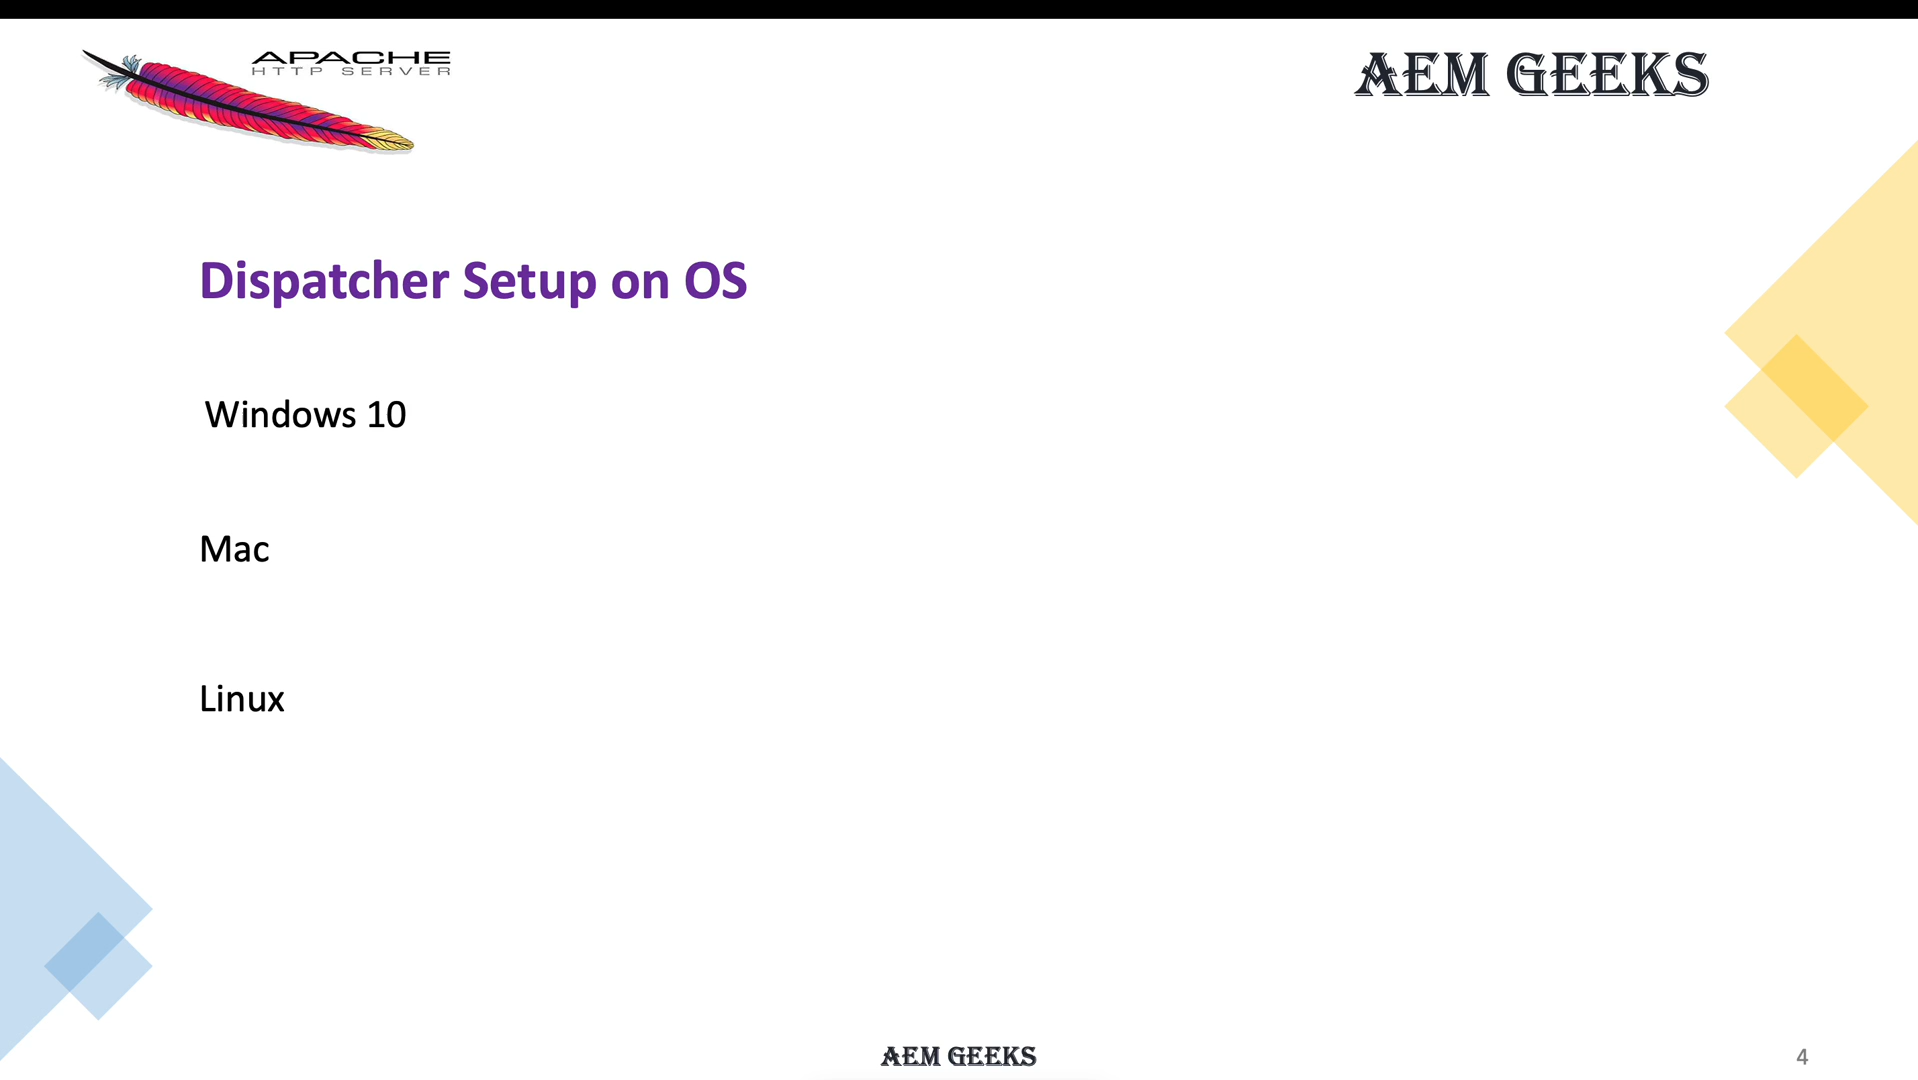 APACHE
HTTP SERVER
AEM GEEKS
Dispatcher Setup on OS
Windows 10
Mac
Linux
AEM GEEKS
4